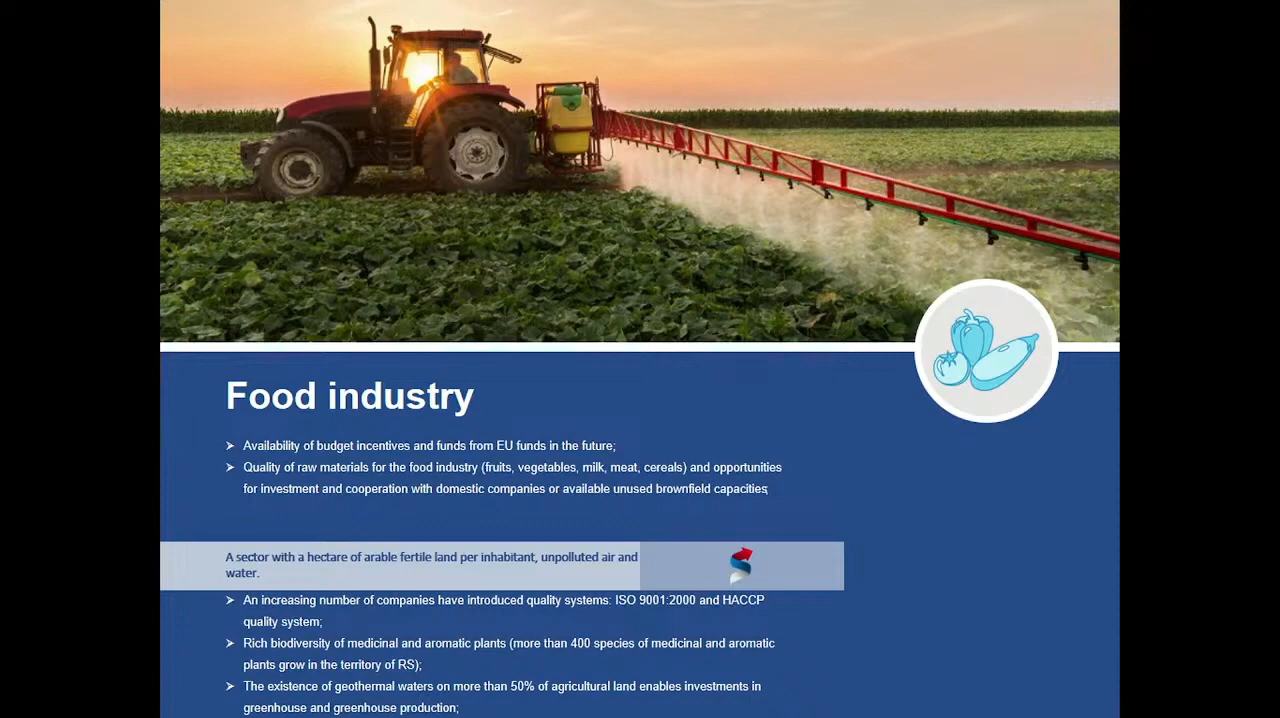 Food industry
➢ Availability of budget incentives and funds from EU funds in the future;
➢ Quality of raw materials for the food industry (fruits, vegetables, milk, meat, cereals) and opportunities
for investment and cooperation with domestic companies or available unused brownfield capacities;
A sector with a hectare of arable fertile land per inhabitant, unpolluted air and
water.
➢ An increasing number of companies have introduced quality systems: ISO 9001:2000 and HACCP
quality system;
➢ Rich biodiversity of medicinal and aromatic plants (more than 400 species of medicinal and aromatic
plants grow in the territory of RS);
➢ The existence of geothermal waters on more than 50% of agricultural land enables investments in
greenhouse and greenhouse production;